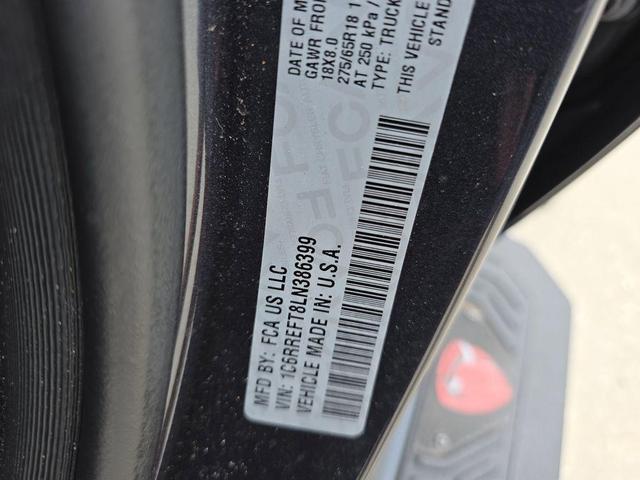 MFD BY: FCA US LLC
DATE OF M
VIN: 1C6RREFT8LN386399
GAWR FRO
VEHICLE MADE IN: U.S.A.
18X8.0
275/65R18 1
AT 250 kPa /
TYPE: TRUCK
THIS VEHICLE
STAND